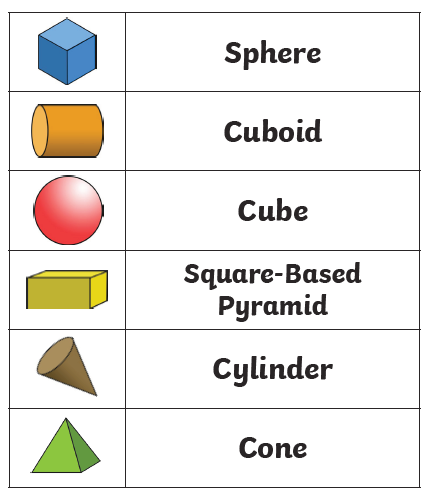 Sphere
Cuboid
Cube
Square-Based
Pyramid
Cylinder
Cone